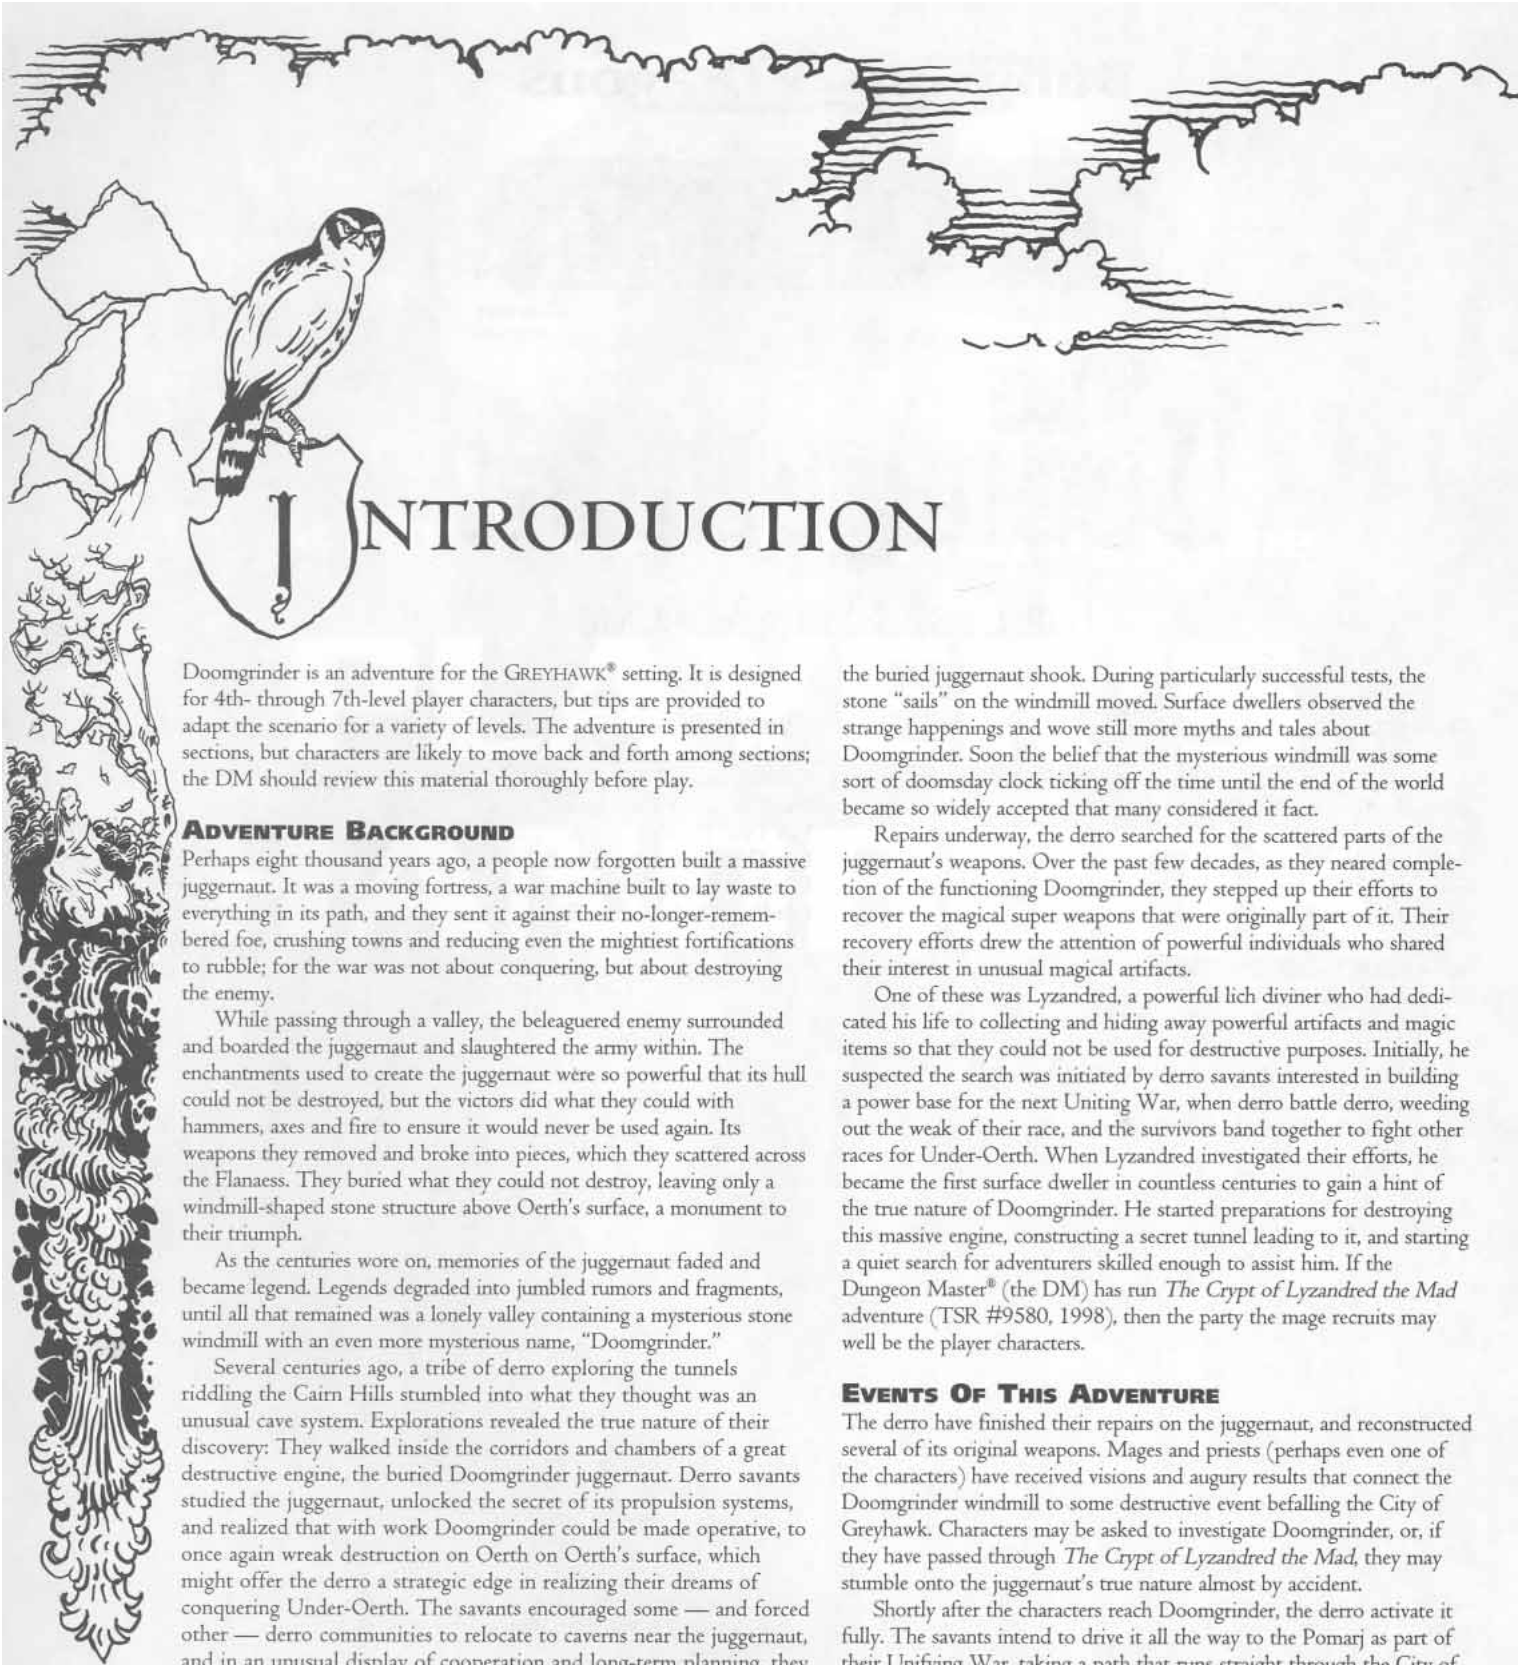 INTRODUCTION
Doomgrinder is an adventure for the GREYHAWK® setting. It is designed
for 4th- through 7th-level player characters, but tips are provided to
adapt the scenario for a variety of levels. The adventure is presented in
sections, but characters are likely to move back and forth among sections;
the DM should review this material thoroughly before play.
ADVENTURE BACKGROUND
Perhaps eight thousand years ago, a people now forgotten built a massive
juggernaut. It was a moving fortress, a war machine built to lay waste to
everything in its path, and they sent it against their no-longer-remem-
bered foe, crushing towns and reducing even the mightiest fortifications
to rubble; for the war was not about conquering, but about destroying
the enemy.
While passing through a valley, the beleaguered enemy surrounded
and boarded the juggernaut and slaughtered the army within. The
enchantments used to create the juggernaut were so powerful that its hull
could not be destroyed, but the victors did what they could with
hammers, axes and fire to ensure it would never be used again. Its
weapons they removed and broke into pieces, which they scattered across
the Flanaess. They buried what they could not destroy, leaving only a
windmill-shaped stone structure above Oerth's surface, a monument to
their triumph.
As the centuries wore on, memories of the juggernaut faded and
became legend. Legends degraded into jumbled rumors and fragments,
until all that remained was a lonely valley containing a mysterious stone
windmill with an even more mysterious name, "Doomgrinder."
Several centuries ago, a tribe of derro exploring the tunnels
riddling the Cairn Hills stumbled into what they thought was an
unusual cave system. Explorations revealed the true nature of their
discovery: They walked inside the corridors and chambers of a great
destructive engine, the buried Doomgrinder juggernaut. Derro savants
studied the juggernaut, unlocked the secret of its propulsion systems,
and realized that with work Doomgrinder could be made operative, to
once again wreak destruction on Oerth on Oerth's surface, which
might offer the derro a strategic edge in realizing their dreams of
conquering Under-Oerth. The savants encouraged some — and forced
other — derro communities to relocate to caverns near the juggernaut,
and in an unusual display of cooperation and long-term planning, they
the buried juggernaut shook. During particularly successful tests, the
stone "sails" on the windmill moved. Surface dwellers observed the
strange happenings and wove still more myths and tales about
Doomgrinder. Soon the belief that the mysterious windmill was some
sort of doomsday clock ticking off the time until the end of the world
became so widely accepted that many considered it fact.
Repairs underway, the derro searched for the scattered parts of the
juggernaut's weapons. Over the past few decades, as they neared comple-
tion of the functioning Doomgrinder, they stepped up their efforts to
recover the magical super weapons that were originally part of it. Their
recovery efforts drew the attention of powerful individuals who shared
their interest in unusual magical artifacts.
One of these was Lyzandred, a powerful lich diviner who had dedi-
cated his life to collecting and hiding away powerful artifacts and magic
items so that they could not be used for destructive purposes. Initially, he
suspected the search was initiated by derro savants interested in building
a power base for the next Uniting War, when derro battle derro, weeding
out the weak of their race, and the survivors band together to fight other
races for Under-Oerth. When Lyzandred investigated their efforts, he
became the first surface dweller in countless centuries to gain a hint of
the true nature of Doomgrinder. He started preparations for destroying
this massive engine, constructing a secret tunnel leading to it, and starting
a quiet search for adventurers skilled enough to assist him. If the
Dungeon Master® (the DM) has run The Crypt of Lyzandred the Mad
adventure (TSR #9580, 1998), then the party the mage recruits may
well be the player characters.
EVENTS OF THIS ADVENTURE
The derro have finished their repairs on the juggernaut, and reconstructed
several of its original weapons. Mages and priests (perhaps even one of
the characters) have received visions and augury results that connect the
Doomgrinder windmill to some destructive event befalling the City of
Greyhawk. Characters may be asked to investigate Doomgrinder, or, if
they have passed through The Crypt of Lyzandred the Mad, they may
stumble onto the juggernaut's true nature almost by accident.
Shortly after the characters reach Doomgrinder, the derro activate it
fully. The savants intend to drive it all the way to the Pomarj as part of
their Unifying War, taking a path that runs straight through the City of